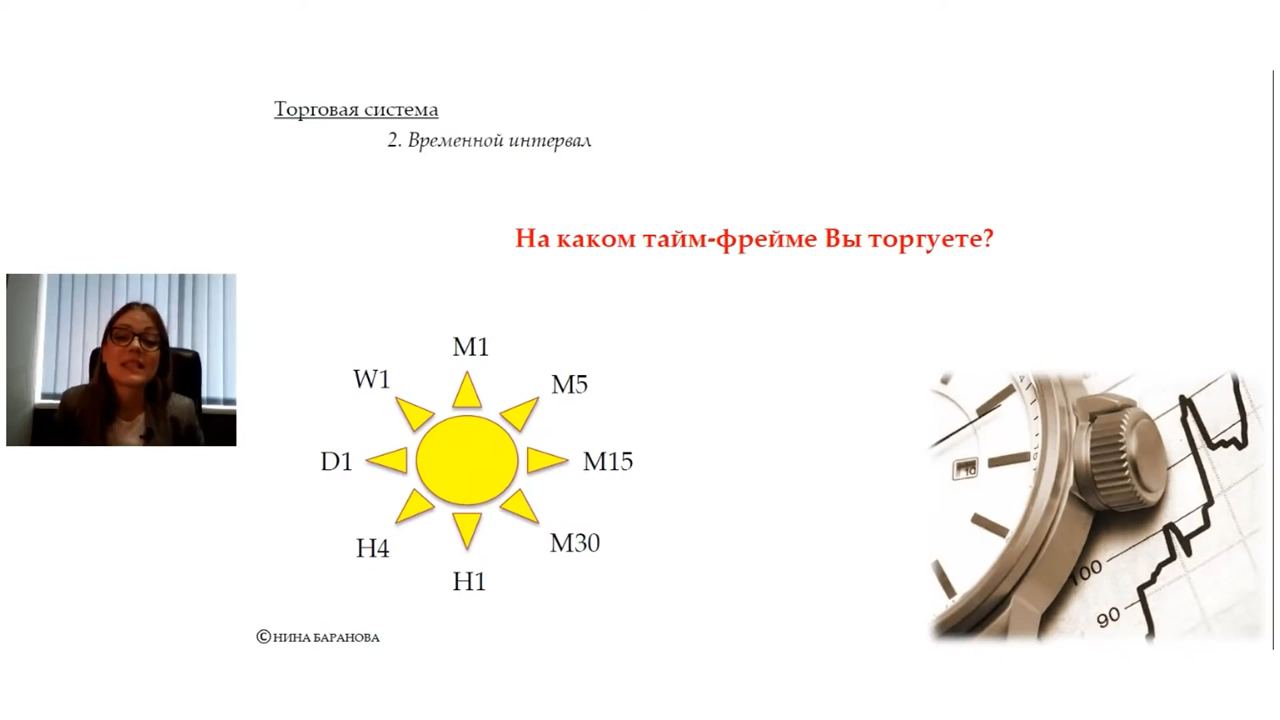 Торговая система
2. Временной интервал
На каком тайм-фрейме Вы торгуете?
M1
W1
M5
D1
M15
H4
M30
H1
100
90
10
©НИНА БАРАНОВА